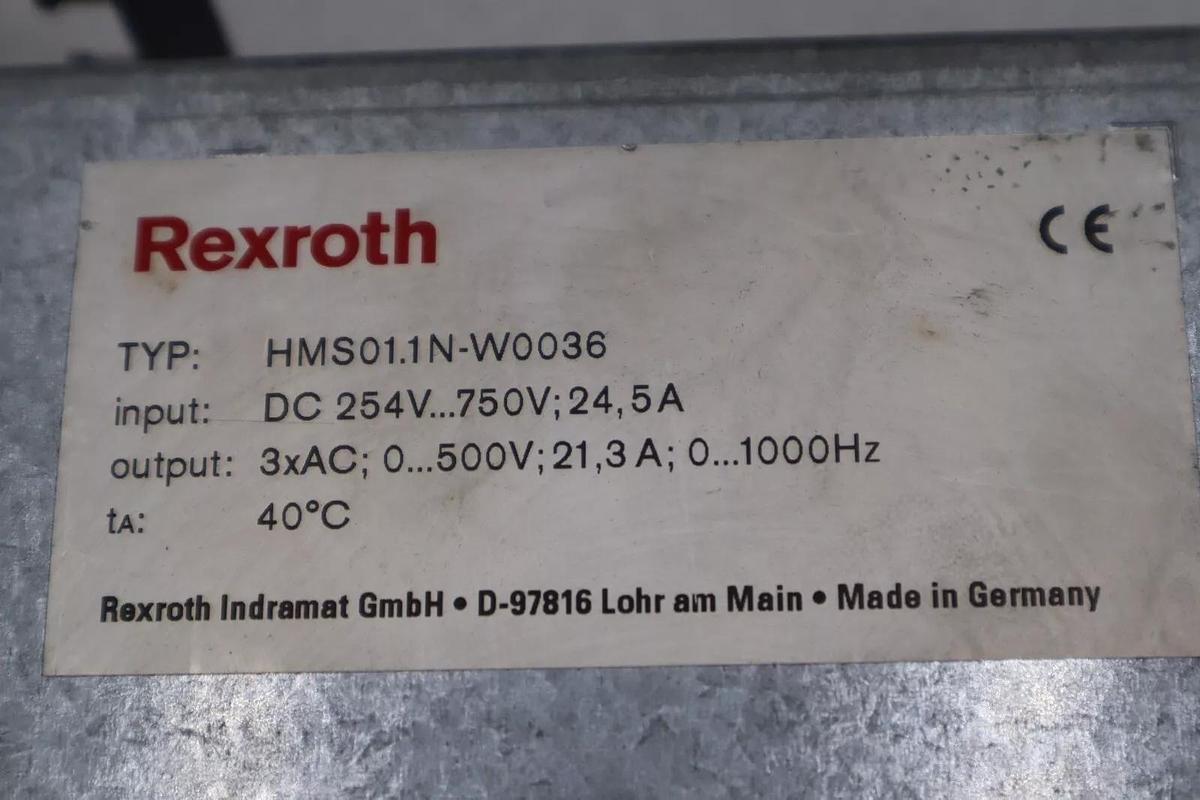 Rexroth
CE
TYP: HMS01.1N-W0036
input: DC 254V...750V; 24,5 A
output: 3xAC; 0...500V; 21,3 A; 0...1000Hz
tA: 40°C
Rexroth Indramat GmbH • D-97816 Lohr am Main • Made in Germany